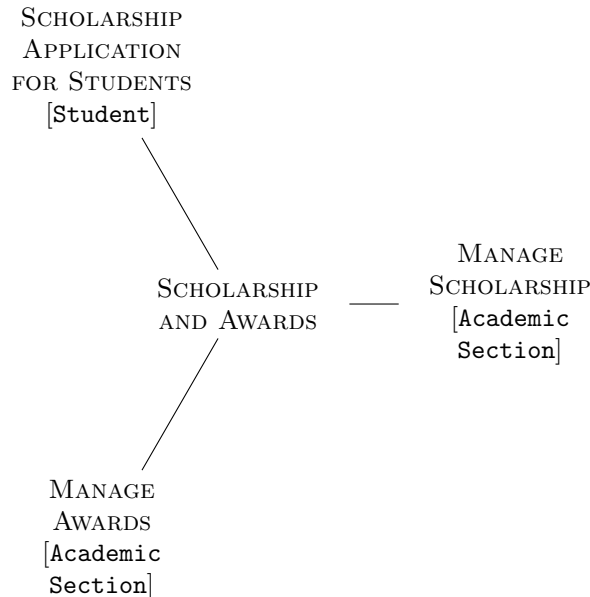 Scholarship
Application
for Students
[Student]
Scholarship
and Awards
Manage
Scholarship
[Academic
Section]
Manage
Awards
[Academic
Section]